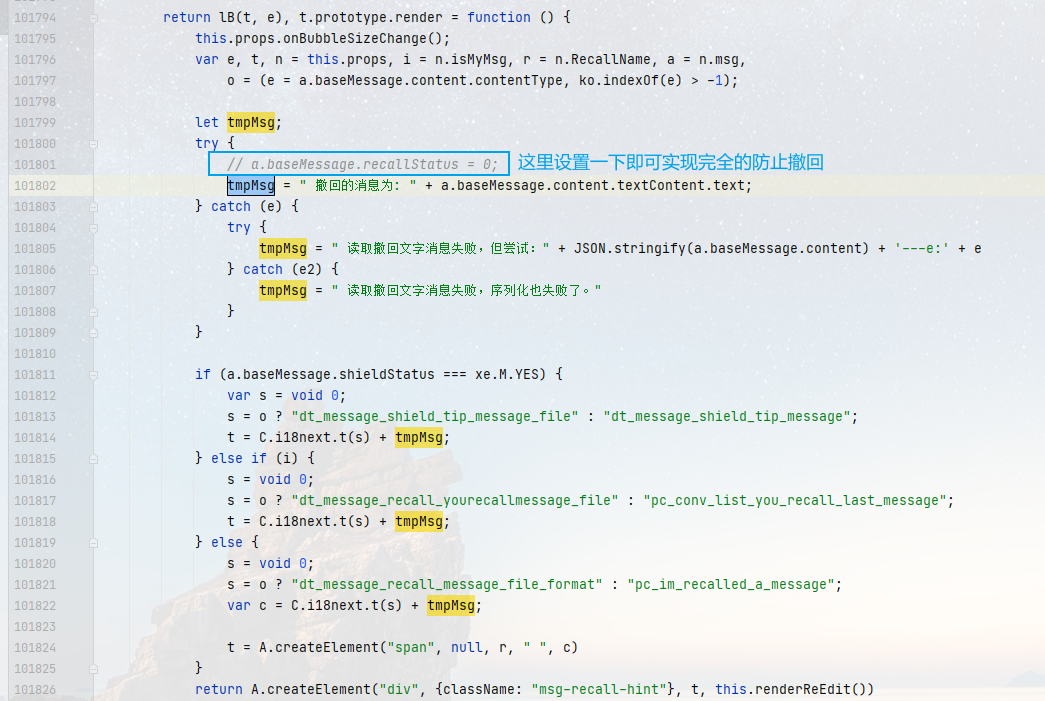 101794 return lB(t, e), t.prototype.render = function () {
101795 this.props.onBubbleSizeChange();
101796 var e, t, n = this.props, i = n.isMyMsg, r = n.RecallName, a = n.msg,
101797 o = (e = a.baseMessage.content.contentType, ko.indexOf(e) > -1);
101798
101799 let tmpMsg;
101800 try {
101801 // a.baseMessage.recallStatus = 0; 这里设置一下即可实现完全的防止撤回
101802 tmpMsg = " 撤回的消息为: " + a.baseMessage.content.textContent.text;
101803 } catch (e) {
101804 try {
101805 tmpMsg = " 读取撤回文字消息失败，但尝试：" + JSON.stringify(a.baseMessage.content) + '---e:' + e
101806 } catch (e2) {
101807 tmpMsg = " 读取撤回文字消息失败，序列化也失败了。"
101808 }
101809 }
101810
101811 if (a.baseMessage.shieldStatus === xe.M.YES) {
101812 var s = void 0;
101813 s = o ? "dt_message_shield_tip_message_file" : "dt_message_shield_tip_message";
101814 t = C.i18next.t(s) + tmpMsg;
101815 } else if (i) {
101816 s = void 0;
101817 s = o ? "dt_message_recall_yourecallmessage_file" : "pc_conv_list_you_recall_last_message";
101818 t = C.i18next.t(s) + tmpMsg;
101819 } else {
101820 s = void 0;
101821 s = o ? "dt_message_recall_message_file_format" : "pc_im_recalled_a_message";
101822 var c = C.i18next.t(s) + tmpMsg;
101823
101824 t = A.createElement("span", null, r, " ", c)
101825 }
101826 return A.createElement("div", {className: "msg-recall-hint"}, t, this.renderReEdit())